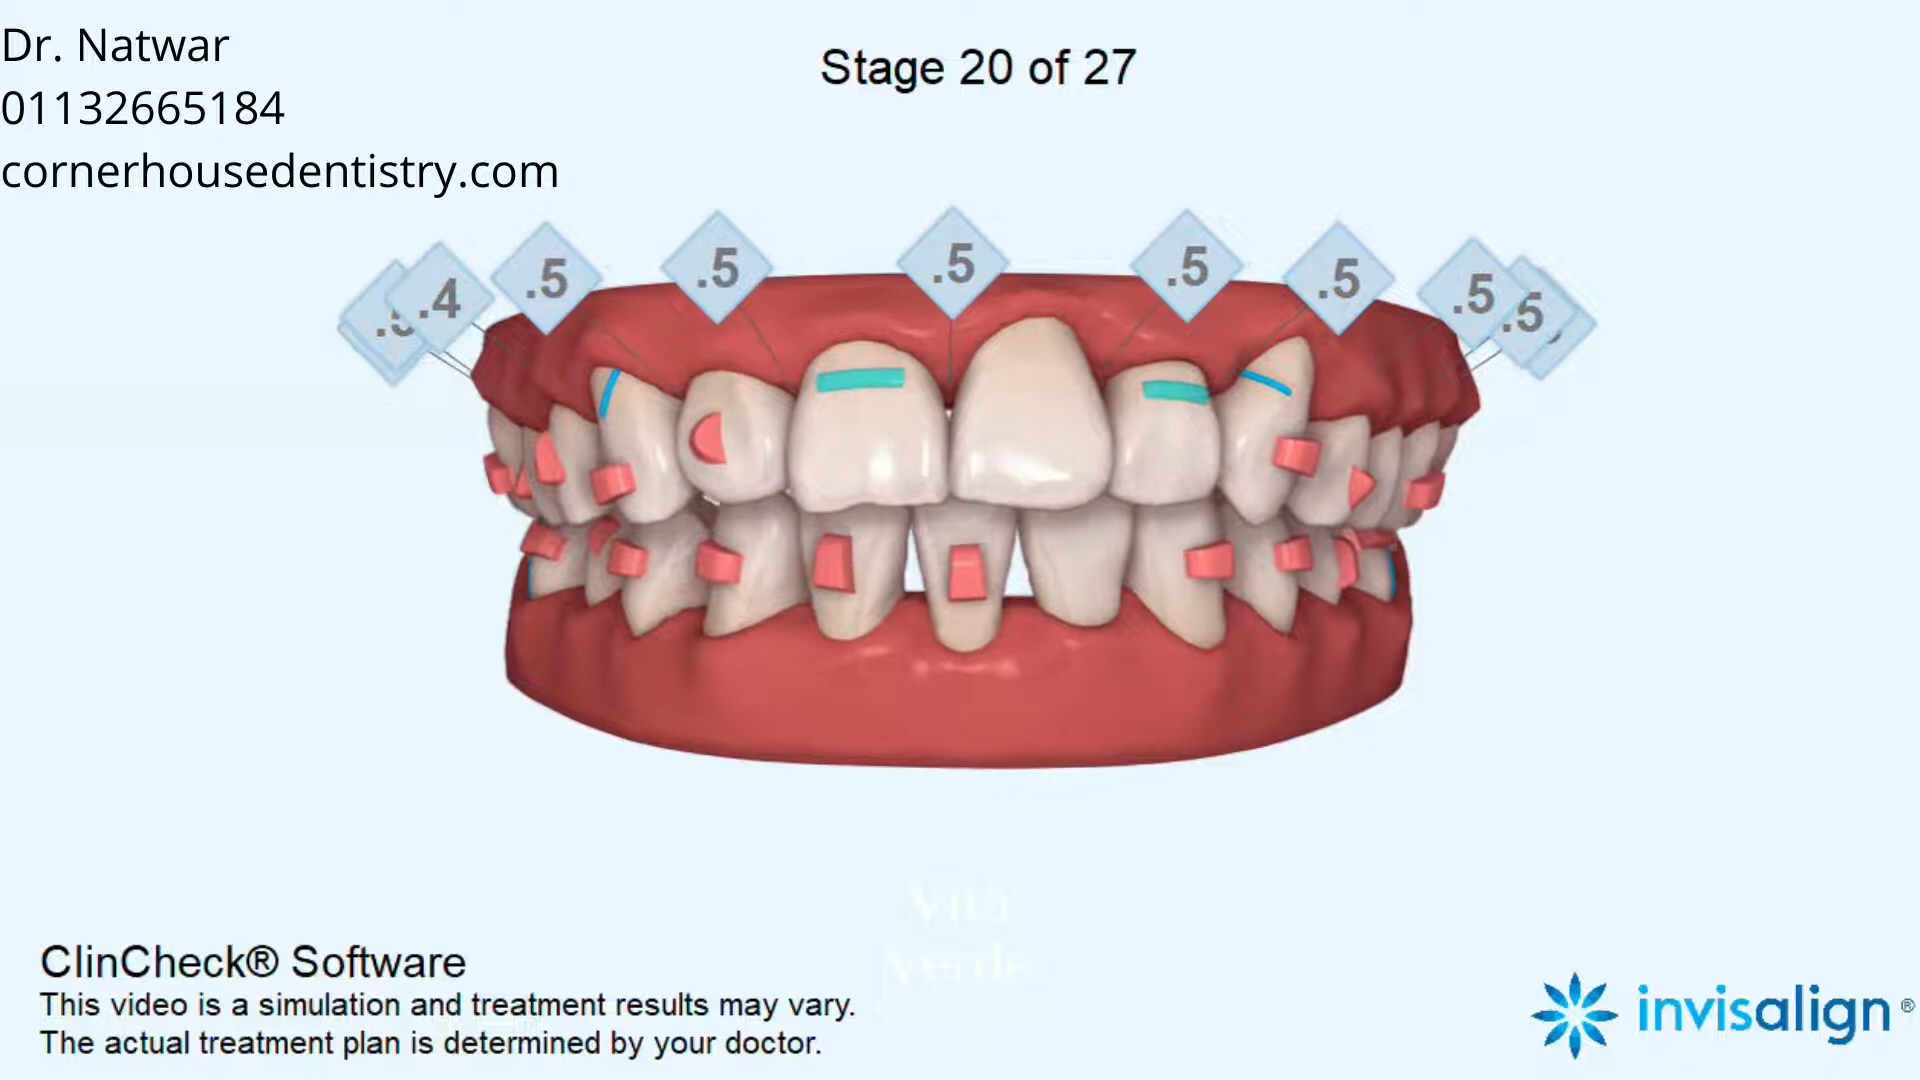 Dr. Natwar
01132665184
cornerhousedentistry.com
Stage 20 of 27
.4
.5
.5
.5
.5
.5
.5
.5
Vita
Verde
ClinCheck® Software
This video is a simulation and treatment results may vary.
The actual treatment plan is determined by your doctor.
invisalign®